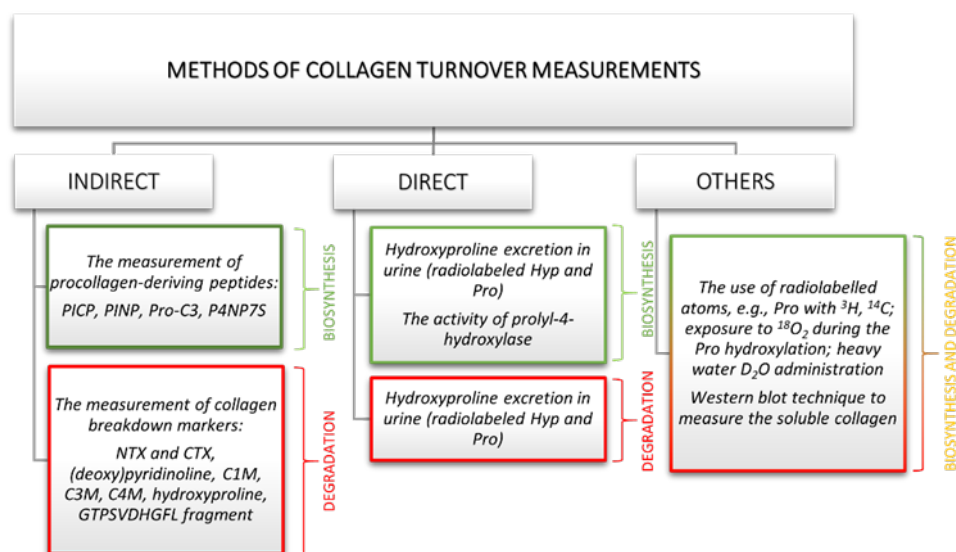 METHODS OF COLLAGEN TURNOVER MEASUREMENTS
INDIRECT
The measurement of
procollagen-deriving peptides:
PICP, PINP, Pro-C3, P4NP7S
BIOSYNTHESIS
The measurement of collagen
breakdown markers:
NTX and CTX,
(deoxy)pyridinoline, C1M,
C3M, C4M, hydroxyproline,
GTPSVDHGFL fragment
DEGRADATION
DIRECT
Hydroxyproline excretion in
urine (radiolabeled Hyp and
Pro)
The activity of prolyl-4-
hydroxylase
BIOSYNTHESIS
Hydroxyproline excretion in
urine (radiolabeled Hyp and
Pro)
DEGRADATION
OTHERS
The use of radiolabelled
atoms, e.g., Pro with ³H, ¹⁴C;
exposure to ¹⁸O₂ during the
Pro hydroxylation; heavy
water D₂O administration
Western blot technique to
measure the soluble collagen
BIOSYNTHESIS AND DEGRADATION